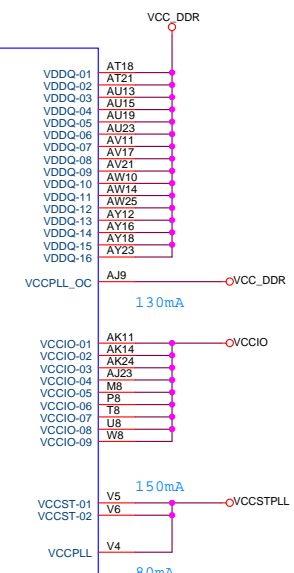 VCC_DDR
VDDQ-01 AT18
VDDQ-02 AT21
VDDQ-03 AU13
VDDQ-04 AU15
VDDQ-05 AU19
VDDQ-06 AU23
VDDQ-07 AV11
VDDQ-08 AV17
VDDQ-09 AV21
VDDQ-10 AW10
VDDQ-11 AW14
VDDQ-12 AW25
VDDQ-13 AY12
VDDQ-14 AY16
VDDQ-15 AY18
VDDQ-16 AY23
VCCPLL_OC AJ9 VCC_DDR
130mA
VCCIO-01 AK11 VCCIO
VCCIO-02 AK14
VCCIO-03 AK24
VCCIO-04 AJ23
VCCIO-05 M8
VCCIO-06 P8
VCCIO-07 T8
VCCIO-08 U8
VCCIO-09 W8
150mA
VCCST-01 V5 VCCSTPLL
VCCST-02 V6
VCCPLL V4
80mA